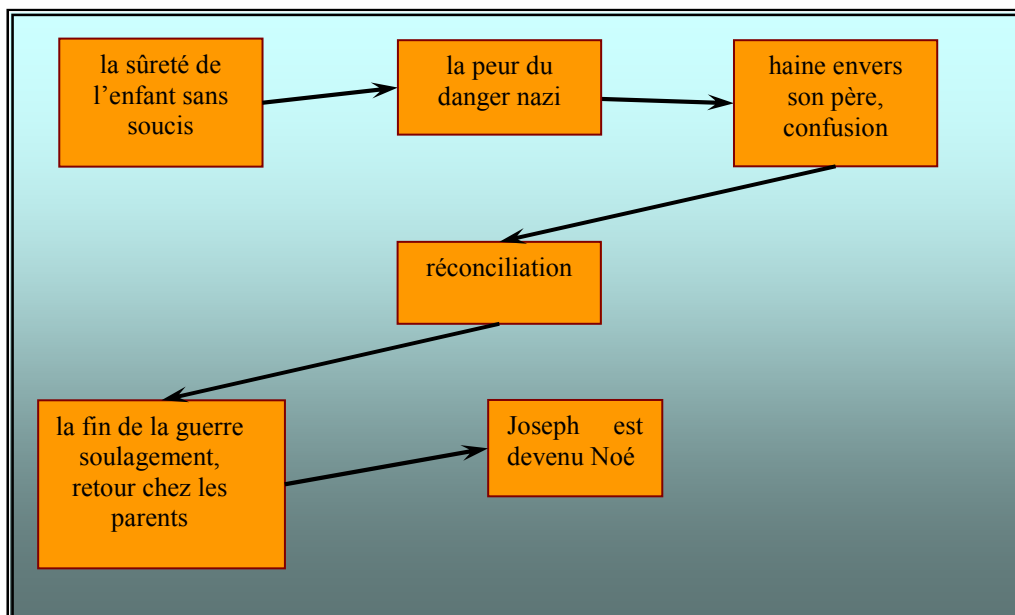 la sûreté de
l’enfant sans
soucis
la peur du
danger nazi
haine envers
son père,
confusion
réconciliation
la fin de la guerre
soulagement,
retour chez les
parents
Joseph est
devenu Noé